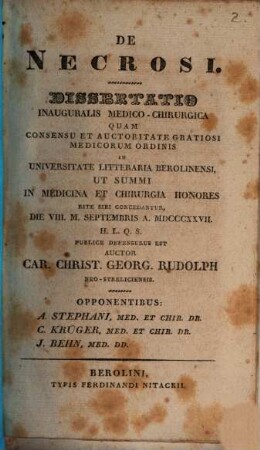 2.
DE
NECROSI.
DISSERTATIO
INAUGURALIS MEDICO-CHIRURGICA
QUAM
CONSENSU ET AUCTORITATE GRATIOSI
MEDICORUM ORDINIS
IN
UNIVERSITATE LITTERARIA BEROLINENSI,
UT SUMMI
IN MEDICINA ET CHIRURGIA HONORES
RITE SIBI CONCEDANTUR,
DIE VIII. M. SEPTEMBRIS A. MDCCCXXVII.
H. L. Q. S.
PUBLICE DEFENSURUS EST
AUCTOR
CAR. CHRIST. GEORG. RUDOLPH
NEO-STRELICIENSIS.
OPPONENTIBUS:
A. STEPHANI, MED. ET CHIR. DR.
C. KRÜGER, MED. ET CHIR. DR.
J. BEHN, MED. DD.
BEROLINI,
TYPIS FERDINANDI NITACKII.